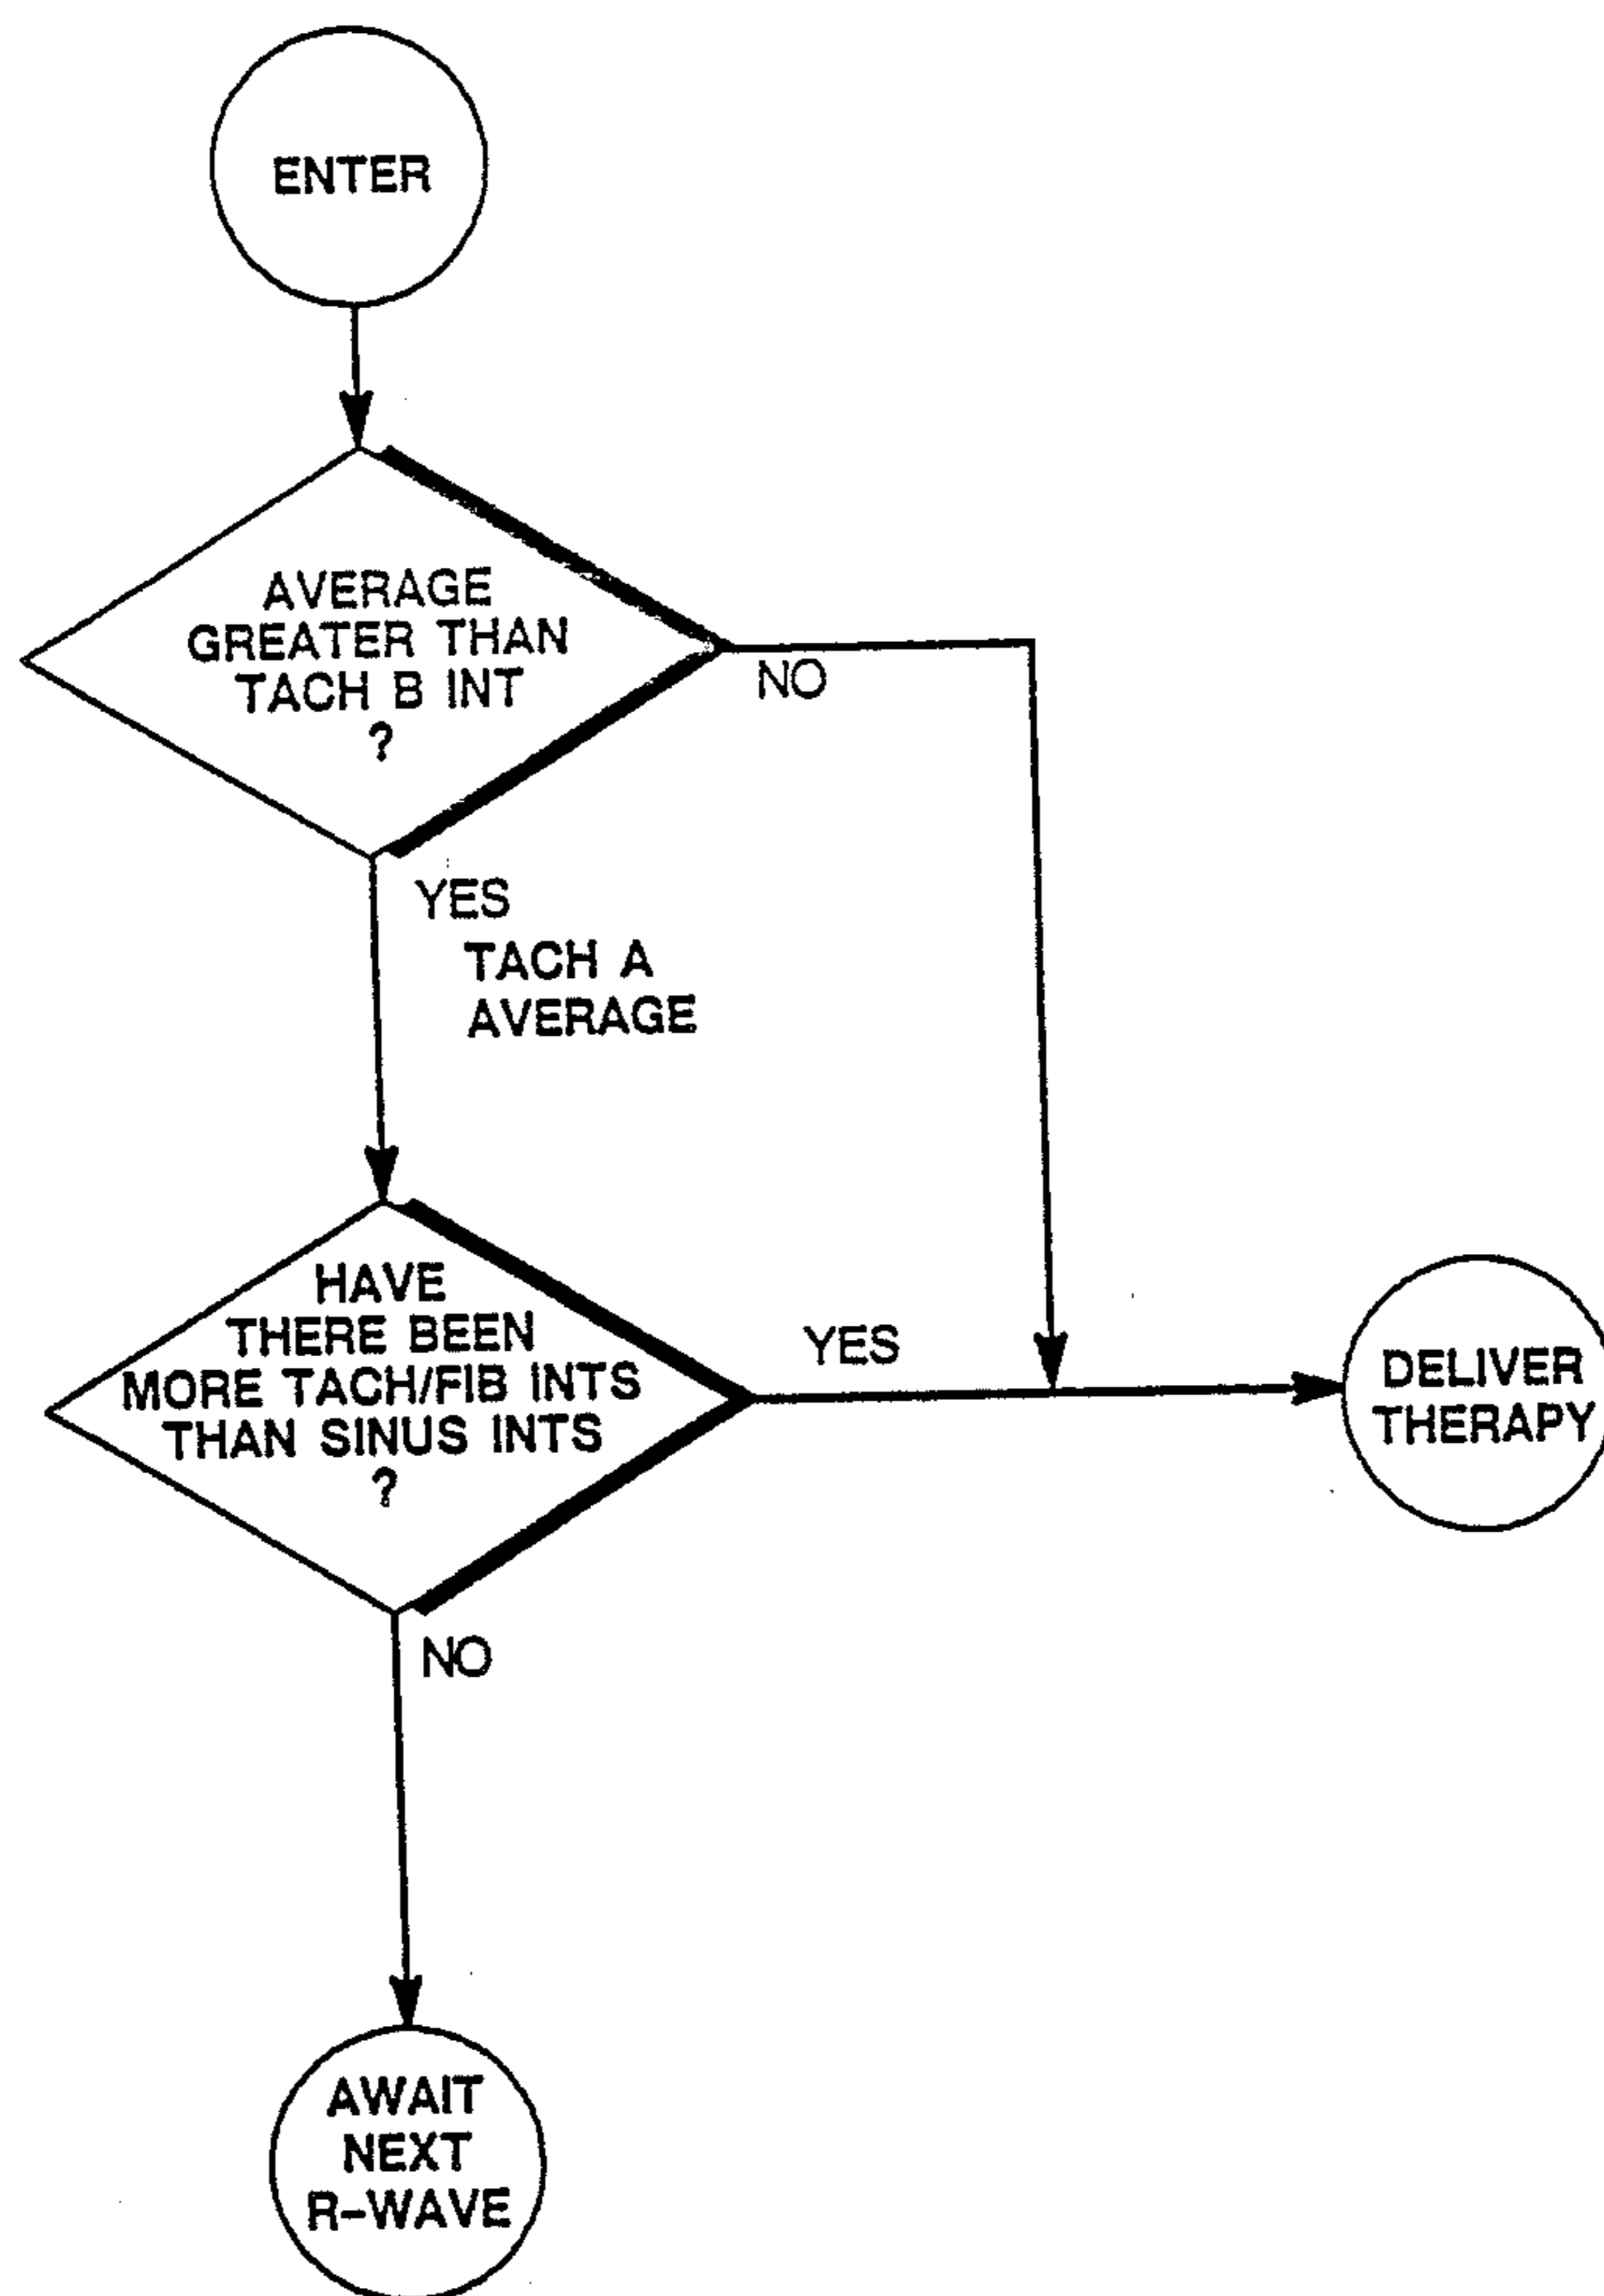 ENTER
AVERAGE
GREATER THAN
TACH B INT
?
NO
YES
TACH A
AVERAGE
HAVE
THERE BEEN
MORE TACH/FIB INTS
THAN SINUS INTS
?
YES
DELIVER
THERAPY
NO
AWAIT
NEXT
R-WAVE